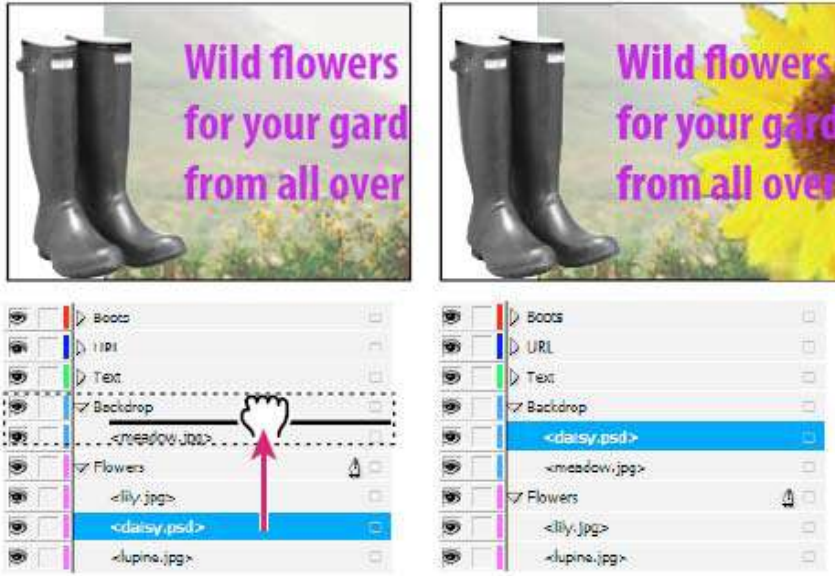 Wild flowers
for your gard
from all over
Wild flowers
for your gard
from all over
Boots
URL
Text
Backdrop
<meadow.jpg>
Flowers
<lily.jpg>
<daisy.psd>
<lupine.jpg>
Boots
URL
Text
Backdrop
<daisy.psd>
<meadow.jpg>
Flowers
<lily.jpg>
<lupine.jpg>